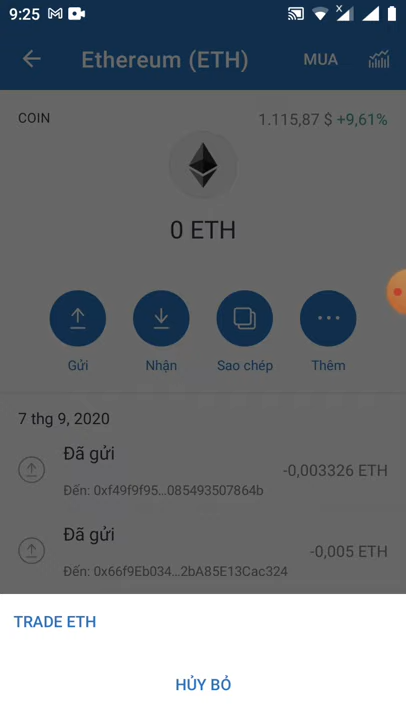 9:25
Ethereum (ETH)
MUA
COIN
1.115,87 $ +9,61%
0 ETH
Gửi
Nhận
Sao chép
Thêm
7 thg 9, 2020
Đã gửi
-0,003326 ETH
Đến: 0xf49f9f95...085493507864b
Đã gửi
-0,005 ETH
Đến: 0x66f9Eb034...2bA85E13Cac324
TRADE ETH
HỦY BỎ